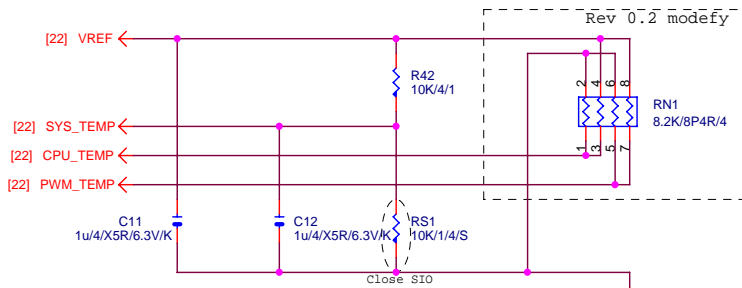 Rev 0.2 modefy
[22] VREF
R42
10K/4/1
2 4 6 8
RN1
8.2K/8P4R/4
1 3 5 7
[22] SYS_TEMP
[22] CPU_TEMP
[22] PWM_TEMP
C11
1u/4/X5R/6.3V/K
C12
1u/4/X5R/6.3V/K
RS1
10K/1/4/S
Close SIO